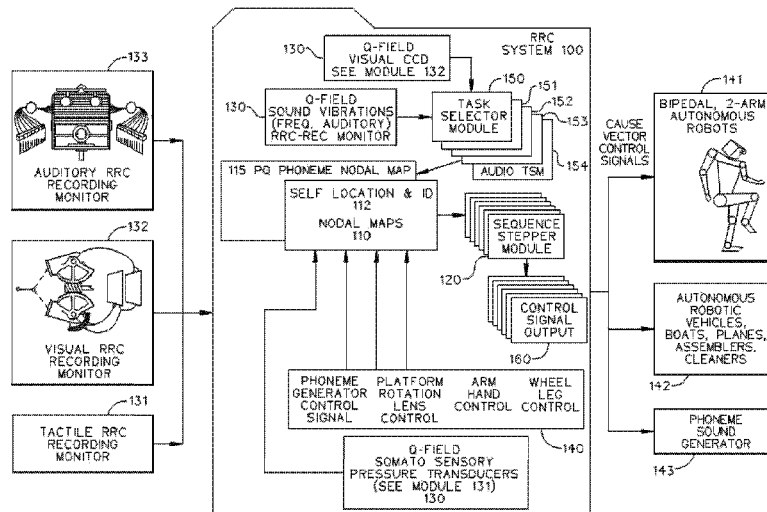 133
AUDITORY RRC
RECORDING
MONITOR
132
VISUAL RRC
RECORDING
MONITOR
131
TACTILE RRC
RECORDING
MONITOR
RRC
SYSTEM 100
130
Q-FIELD
VISUAL CCD
SEE MODULE 132
130
Q-FIELD
SOUND VIBRATIONS
(FREQ, AUDITORY)
RRC-REC MONITOR
150
151
152
153
154
TASK
SELECTOR
MODULE
AUDIO TSM
115 PQ PHONEME NODAL MAP
SELF LOCATION & ID
112
NODAL MAPS
110
SEQUENCE
STEPPER
MODULE
120
CONTROL
SIGNAL
OUTPUT
160
PHONEME
GENERATOR
CONTROL
SIGNAL
PLATFORM
ROTATION
LENS
CONTROL
ARM
HAND
CONTROL
WHEEL
LEG
CONTROL
140
Q-FIELD
SOMATO SENSORY
PRESSURE TRANSDUCERS
(SEE MODULE 131)
130
CAUSE
VECTOR
CONTROL
SIGNALS
141
BIPEDAL, 2-ARM
AUTONOMOUS
ROBOTS
AUTONOMOUS
ROBOTIC
VEHICLES,
BOATS, PLANES,
ASSEMBLERS,
CLEANERS
142
PHONEME
SOUND
GENERATOR
143